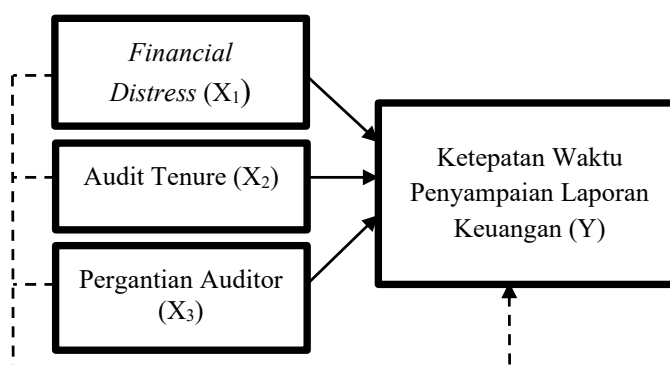 Financial
Distress (X₁)
Audit Tenure (X₂)
Pergantian Auditor
(X₃)
Ketepatan Waktu
Penyampaian Laporan
Keuangan (Y)